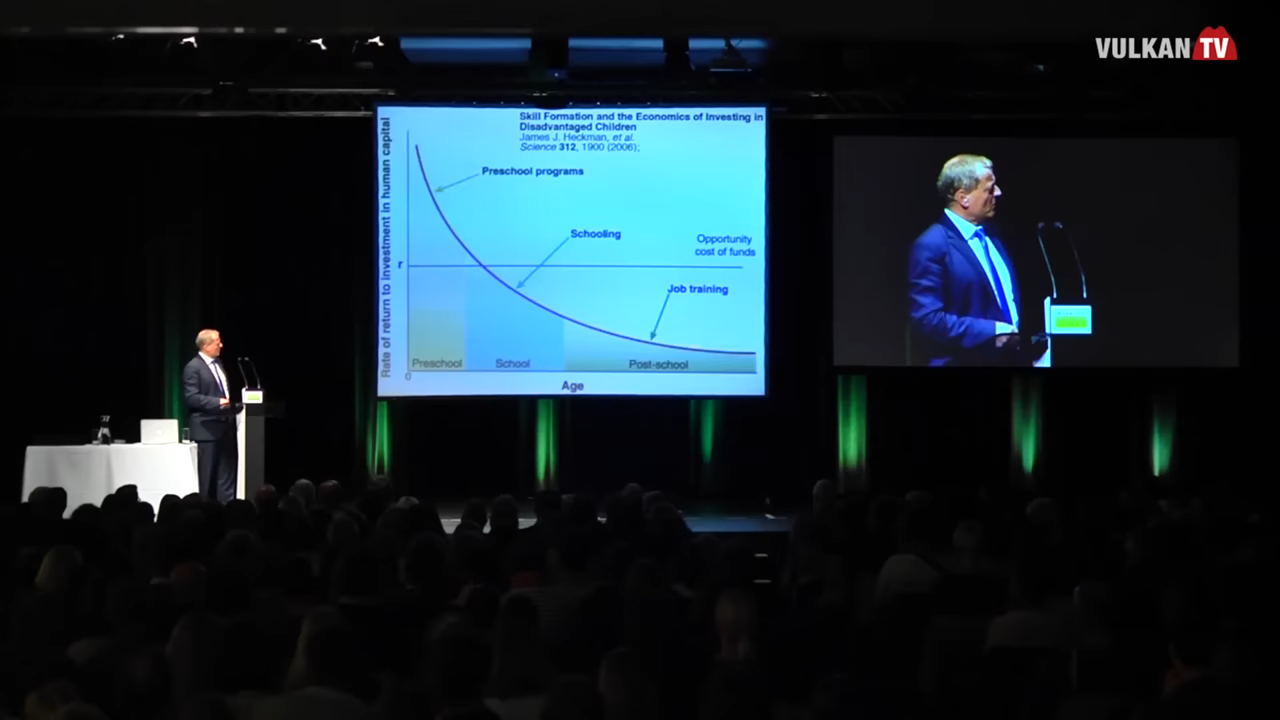 VULKAN TV
Skill Formation and the Economics of Investing in
Disadvantaged Children
James J. Heckman, et al.
Science 312, 1900 (2006);
Rate of return to investment in human capital
Preschool programs
Schooling
Opportunity
cost of funds
r
Job training
Preschool
School
Post-school
0
Age